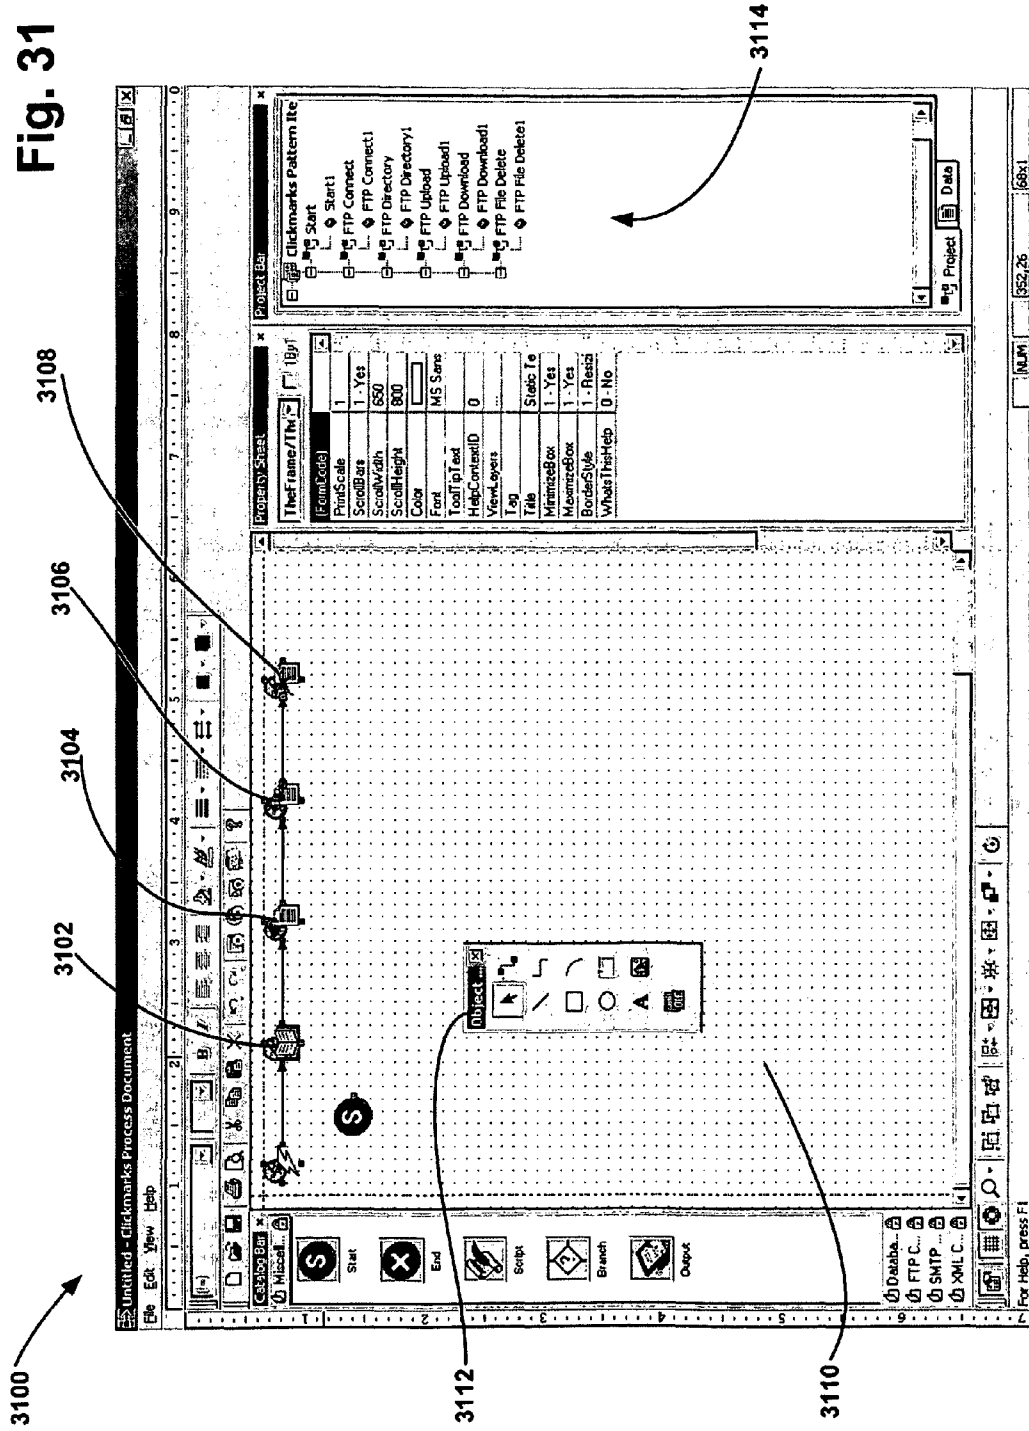 Fig. 31
3100
3102
3104
3106
3108
3110
3112
3114
Untitled - Clickmarks Process Document
File Edit View Help
B I
Catalog Bar
Miscell...
Start
End
Script
Branch
Output
Databa...
FTP C...
SMTP ...
XML C...
Object ...
Property Sheet
TheFrame/The
(FormCode)
PrintScale 1
ScrollBars 1 - Yes
ScrollWidth 650
ScrollHeight 800
Color
Font MS Sans
ToolTipText
HelpContextID 0
ViewLayers ...
Tag
Title Static Te
MinimizeBox 1 - Yes
MaximizeBox 1 - Yes
BorderStyle 1 - Resizi
WhatsThisHelp 0 - No
Project Bar
Clickmarks Pattern Ite
Start
Start1
FTP Connect
FTP Connect1
FTP Directory
FTP Directory1
FTP Upload
FTP Upload1
FTP Download
FTP Download1
FTP File Delete
FTP File Delete1
Project Data
For Help, press F1
NUM 352,26 68x1